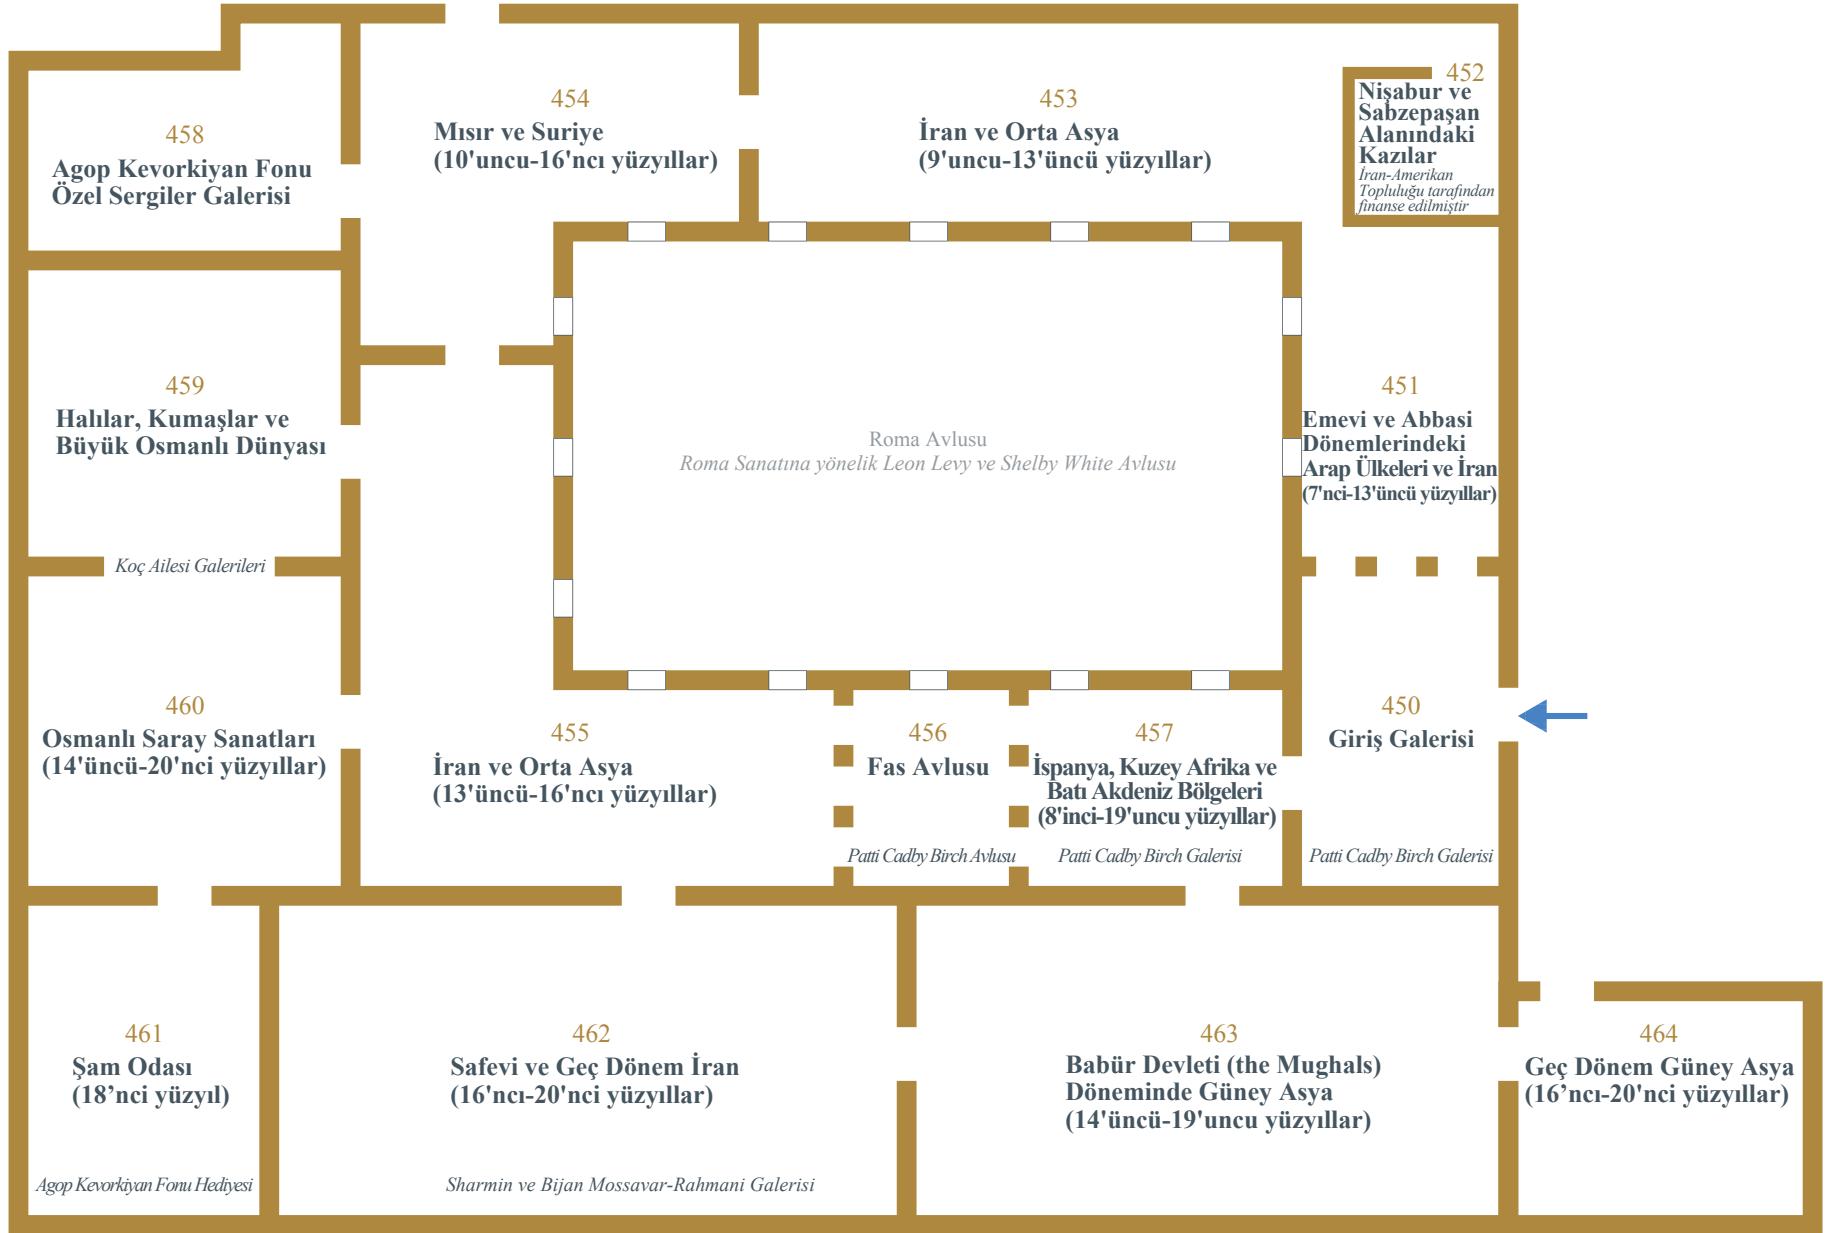 452
Nişabur ve
Sabzepaşan
Alanındaki
Kazılar
İran-Amerikan
Topluluğu tarafından
finanse edilmiştir
454
Mısır ve Suriye
(10'uncu-16'ncı yüzyıllar)
453
İran ve Orta Asya
(9'uncu-13'üncü yüzyıllar)
458
Agop Kevorkiyan Fonu
Özel Sergiler Galerisi
459
Halılar, Kumaşlar ve
Büyük Osmanlı Dünyası
451
Emevi ve Abbasi
Dönemlerindeki
Arap Ülkeleri ve İran
(7'nci-13'üncü yüzyıllar)
Roma Avlusu
Roma Sanatına yönelik Leon Levy ve Shelby White Avlusu
Koç Ailesi Galerileri
460
Osmanlı Saray Sanatları
(14'üncü-20'nci yüzyıllar)
455
İran ve Orta Asya
(13'üncü-16'ncı yüzyıllar)
456
Fas Avlusu
Patti Cadby Birch Avlusu
457
İspanya, Kuzey Afrika ve
Batı Akdeniz Bölgeleri
(8'inci-19'uncu yüzyıllar)
Patti Cadby Birch Galerisi
450
Giriş Galerisi
Patti Cadby Birch Galerisi
461
Şam Odası
(18’nci yüzyıl)
Agop Kevorkiyan Fonu Hediyesi
462
Safevi ve Geç Dönem İran
(16'ncı-20'nci yüzyıllar)
Sharmin ve Bijan Mossavar-Rahmani Galerisi
463
Babür Devleti (the Mughals)
Döneminde Güney Asya
(14'üncü-19'uncu yüzyıllar)
464
Geç Dönem Güney Asya
(16’ncı-20'nci yüzyıllar)